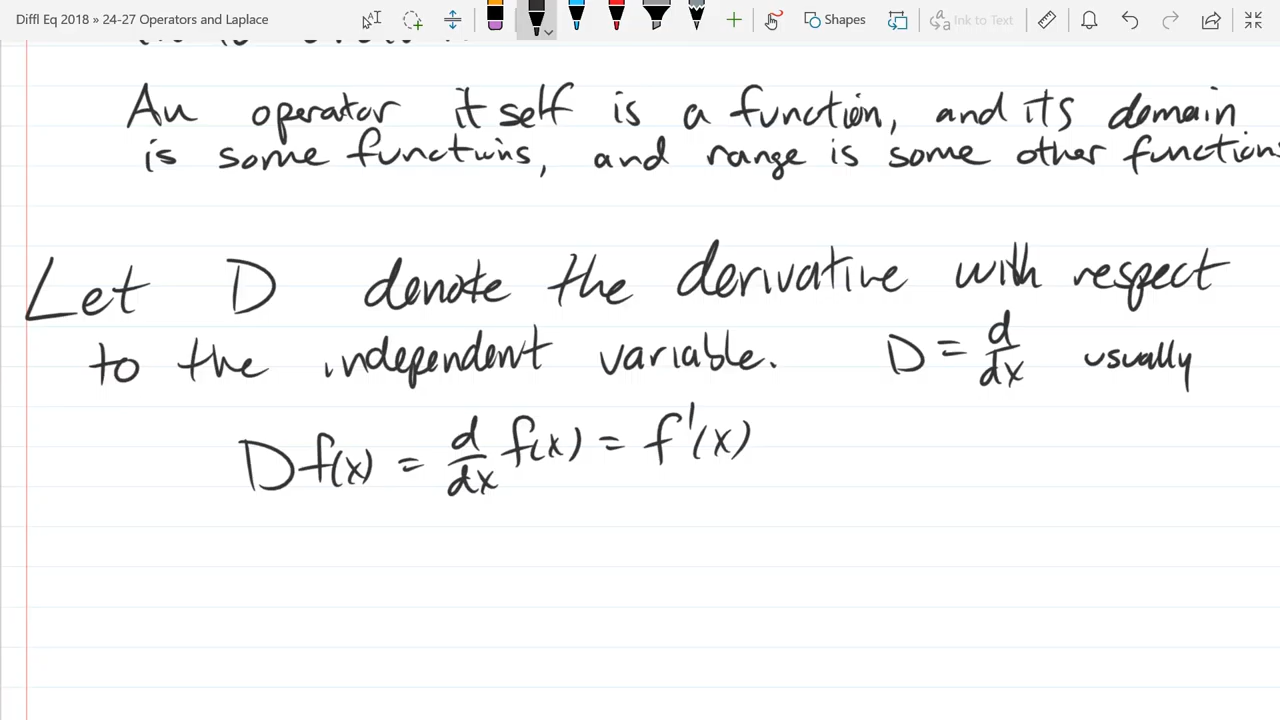 Diffl Eq 2018 » 24-27 Operators and Laplace
Shapes
Ink to Text
An operator itself is a function, and its domain
is some functions, and range is some other functions
Let D denote the derivative with respect
to the independent variable. D = d/dx usually
Df(x) = d/dx f(x) = f'(x)